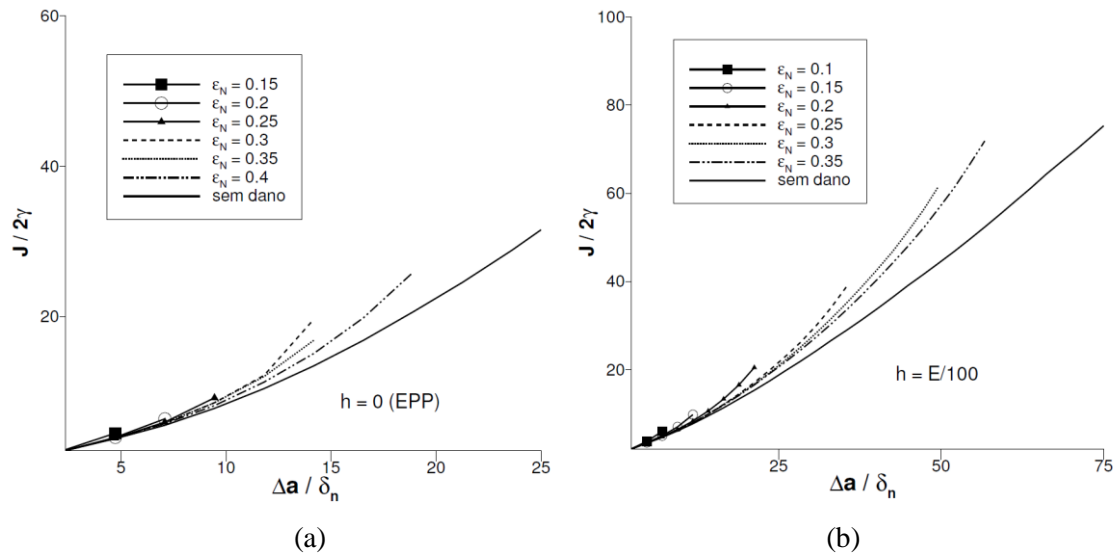 60
40
20
J / 2γ
ε_N = 0.15
ε_N = 0.2
ε_N = 0.25
ε_N = 0.3
ε_N = 0.35
ε_N = 0.4
sem dano
h = 0 (EPP)
5
10
15
20
25
Δa / δ_n
(a)
100
80
60
40
20
J / 2γ
ε_N = 0.1
ε_N = 0.15
ε_N = 0.2
ε_N = 0.25
ε_N = 0.3
ε_N = 0.35
sem dano
h = E/100
25
50
75
Δa / δ_n
(b)